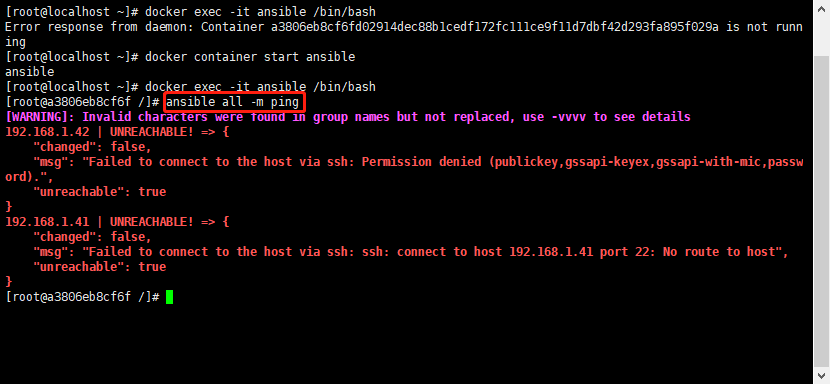 [root@localhost ~]# docker exec -it ansible /bin/bash
Error response from daemon: Container a3806eb8cf6fd02914dec88b1cedf172fc111ce9f11d7dbf42d293fa895f029a is not runn
ing
[root@localhost ~]# docker container start ansible
ansible
[root@localhost ~]# docker exec -it ansible /bin/bash
[root@a3806eb8cf6f /]# ansible all -m ping
[WARNING]: Invalid characters were found in group names but not replaced, use -vvvv to see details
192.168.1.42 | UNREACHABLE! => {
    "changed": false,
    "msg": "Failed to connect to the host via ssh: Permission denied (publickey,gssapi-keyex,gssapi-with-mic,passw
ord).",
    "unreachable": true
}
192.168.1.41 | UNREACHABLE! => {
    "changed": false,
    "msg": "Failed to connect to the host via ssh: ssh: connect to host 192.168.1.41 port 22: No route to host",
    "unreachable": true
}
[root@a3806eb8cf6f /]#